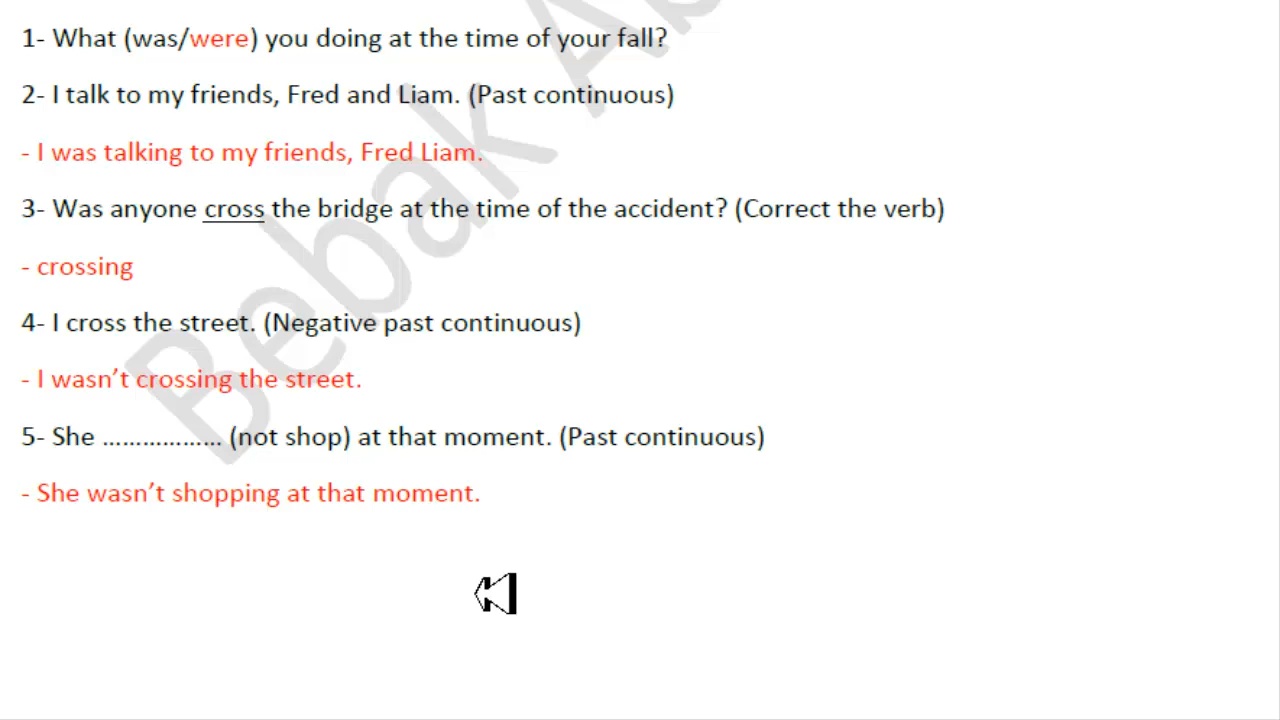 1- What (was/were) you doing at the time of your fall?
2- I talk to my friends, Fred and Liam. (Past continuous)
- I was talking to my friends, Fred Liam.
3- Was anyone cross the bridge at the time of the accident? (Correct the verb)
- crossing
4- I cross the street. (Negative past continuous)
- I wasn’t crossing the street.
5- She .................. (not shop) at that moment. (Past continuous)
- She wasn’t shopping at that moment.
Bebak